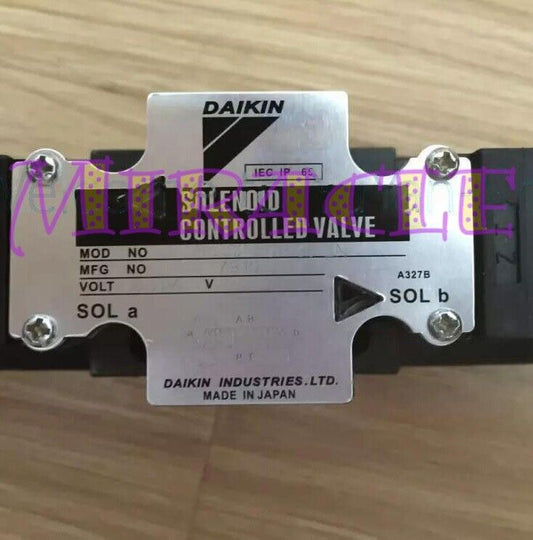 DAIKIN
IEC IP 65
MIRACLE
SOLENOID
CONTROLLED VALVE
MOD NO
MFG NO
VOLT V
A327B
SOL a
SOL b
A B
P T
DAIKIN INDUSTRIES.LTD.
MADE IN JAPAN
N